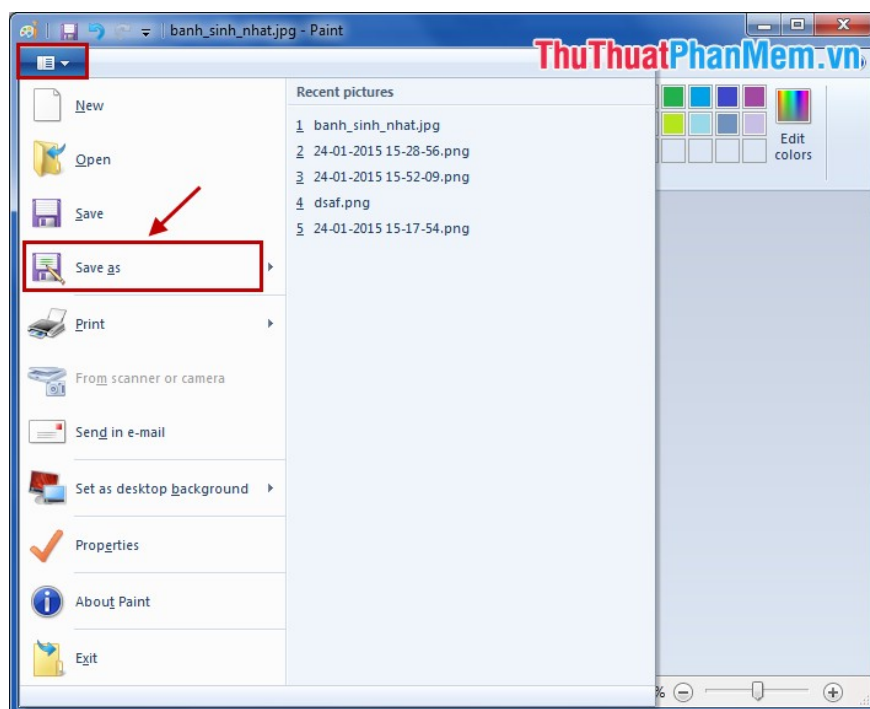 banh_sinh_nhat.jpg - Paint
ThuThuatPhanMem.vn
New
Open
Save
Save as
Print
From scanner or camera
Send in e-mail
Set as desktop background
Properties
About Paint
Exit
Recent pictures
1 banh_sinh_nhat.jpg
2 24-01-2015 15-28-56.png
3 24-01-2015 15-52-09.png
4 dsaf.png
5 24-01-2015 15-17-54.png
Edit
colors
%